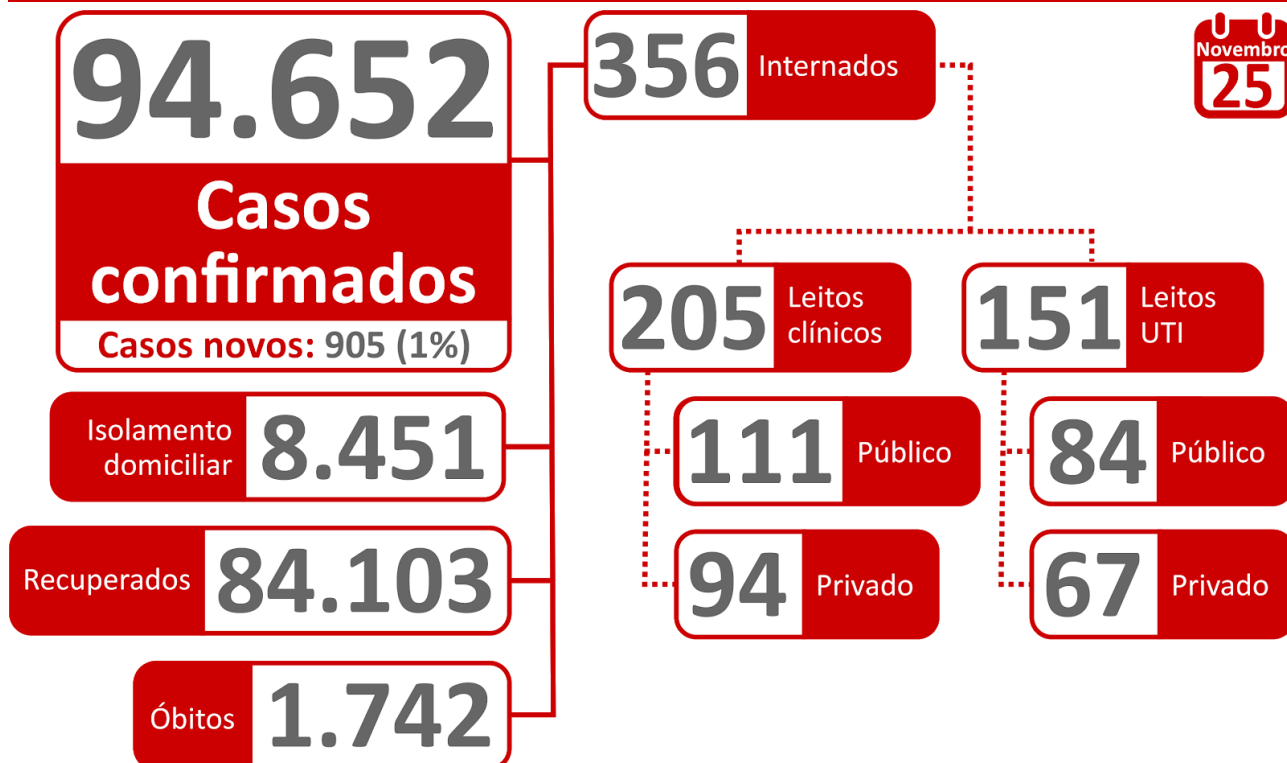 94.652
Casos
confirmados
Casos novos: 905 (1%)
356
Internados
Novembro
25
205
Leitos
clínicos
151
Leitos
UTI
Isolamento
domiciliar
8.451
111
Público
84
Público
Recuperados
84.103
94
Privado
67
Privado
Óbitos
1.742